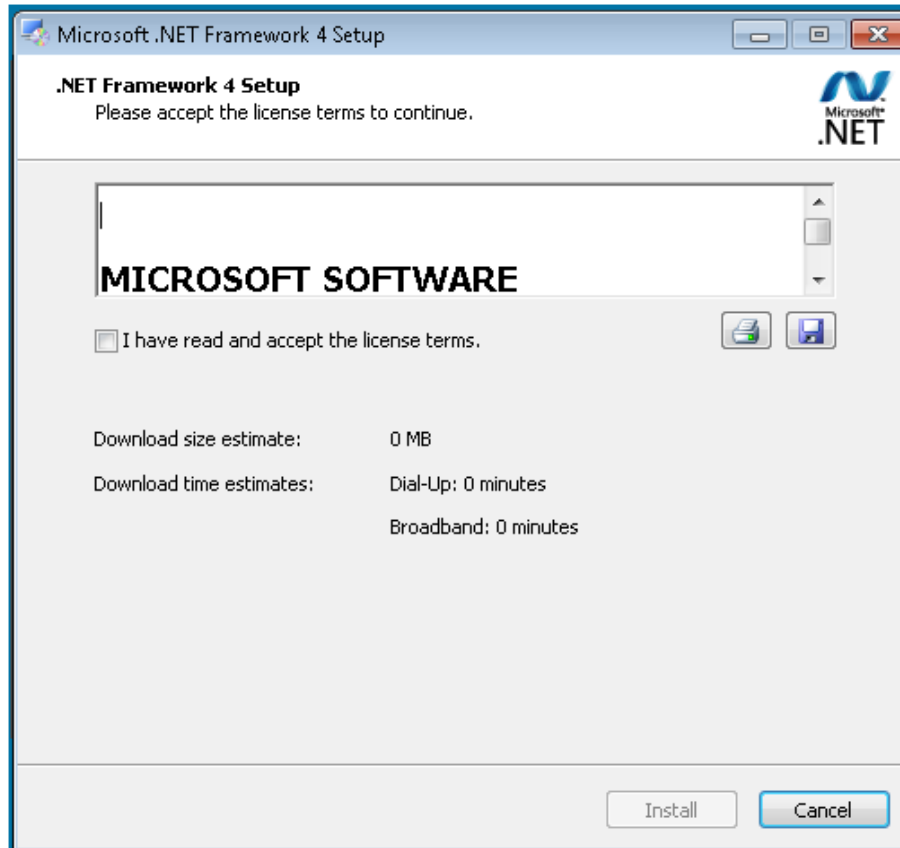 Microsoft .NET Framework 4 Setup
.NET Framework 4 Setup
Please accept the license terms to continue.
Microsoft®
.NET
MICROSOFT SOFTWARE
I have read and accept the license terms.
Download size estimate: 0 MB
Download time estimates: Dial-Up: 0 minutes
Broadband: 0 minutes
Install Cancel